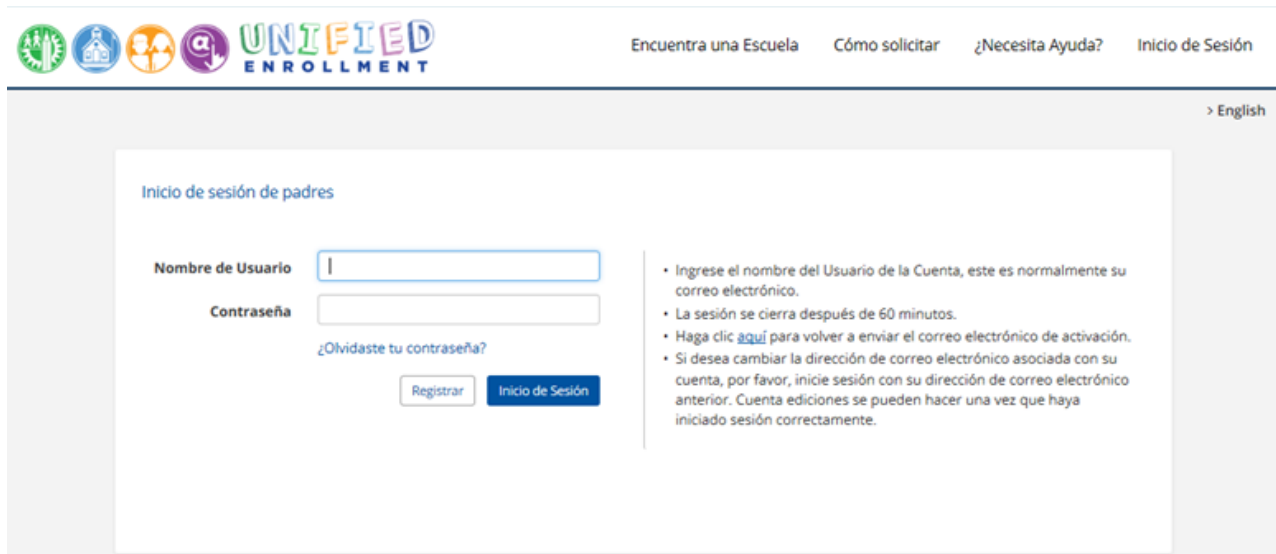 UNIFIED
ENROLLMENT
Encuentra una Escuela Cómo solicitar ¿Necesita Ayuda? Inicio de Sesión
> English
Inicio de sesión de padres
Nombre de Usuario
Contraseña
¿Olvidaste tu contraseña?
Registrar Inicio de Sesión
• Ingrese el nombre del Usuario de la Cuenta, este es normalmente su
correo electrónico.
• La sesión se cierra después de 60 minutos.
• Haga clic aquí para volver a enviar el correo electrónico de activación.
• Si desea cambiar la dirección de correo electrónico asociada con su
cuenta, por favor, inicie sesión con su dirección de correo electrónico
anterior. Cuenta ediciones se pueden hacer una vez que haya
iniciado sesión correctamente.